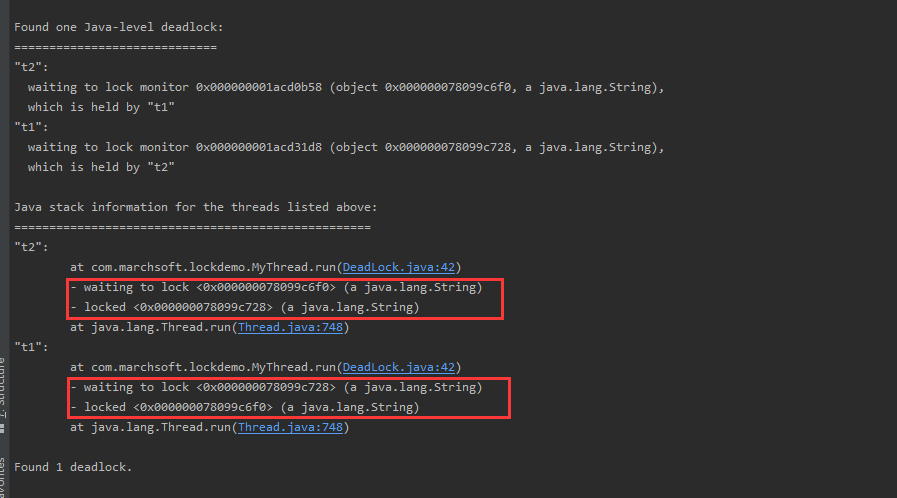 Found one Java-level deadlock:
=============================
"t2":
  waiting to lock monitor 0x000000001acd0b58 (object 0x000000078099c6f0, a java.lang.String),
  which is held by "t1"
"t1":
  waiting to lock monitor 0x000000001acd31d8 (object 0x000000078099c728, a java.lang.String),
  which is held by "t2"

Java stack information for the threads listed above:
===================================================
"t2":
        at com.marchsoft.lockdemo.MyThread.run(DeadLock.java:42)
        - waiting to lock <0x000000078099c6f0> (a java.lang.String)
        - locked <0x000000078099c728> (a java.lang.String)
        at java.lang.Thread.run(Thread.java:748)
"t1":
        at com.marchsoft.lockdemo.MyThread.run(DeadLock.java:42)
        - waiting to lock <0x000000078099c728> (a java.lang.String)
        - locked <0x000000078099c6f0> (a java.lang.String)
        at java.lang.Thread.run(Thread.java:748)

Found 1 deadlock.